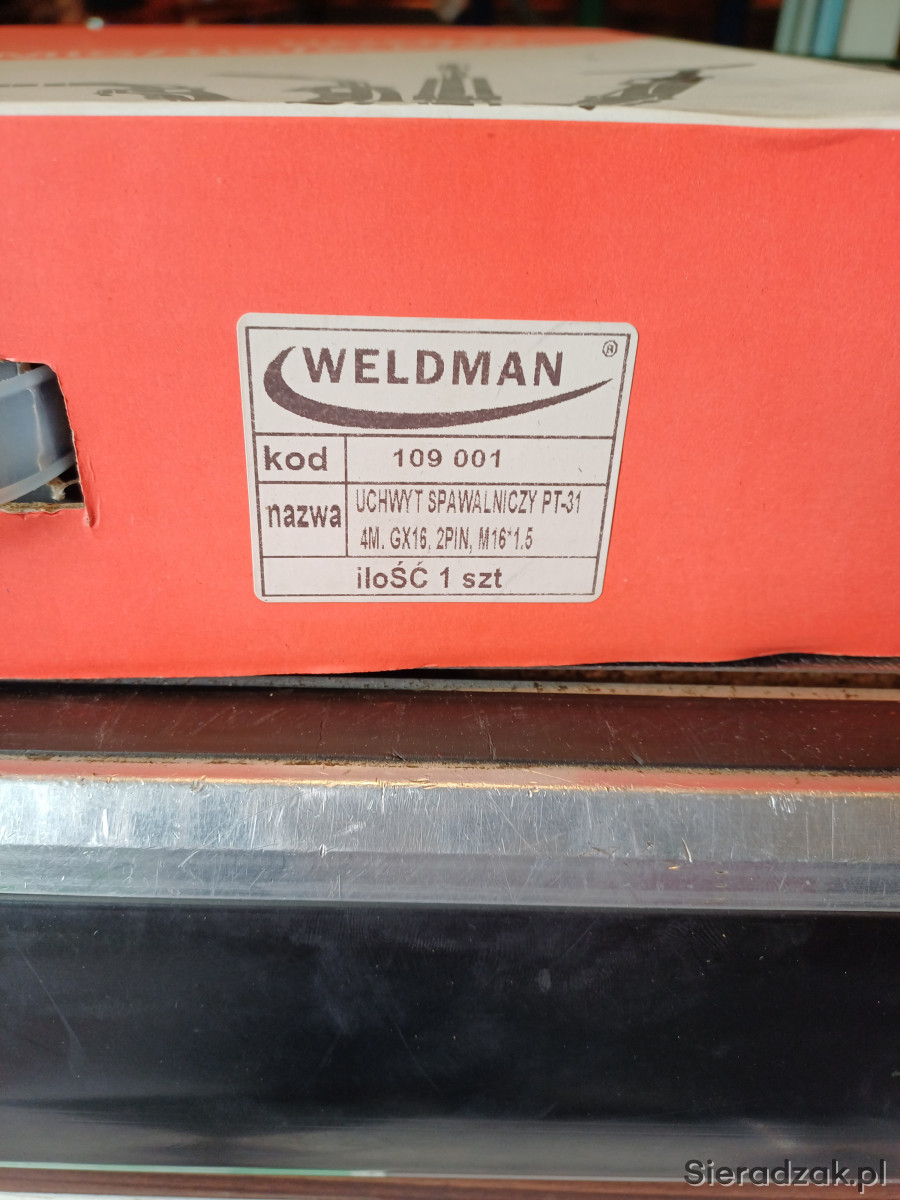 WELDMAN ®
kod 109 001
nazwa UCHWYT SPAWALNICZY PT-31
4M. GX16, 2PIN, M16*1.5
iloŚĆ 1 szt
Sieradzak.pl